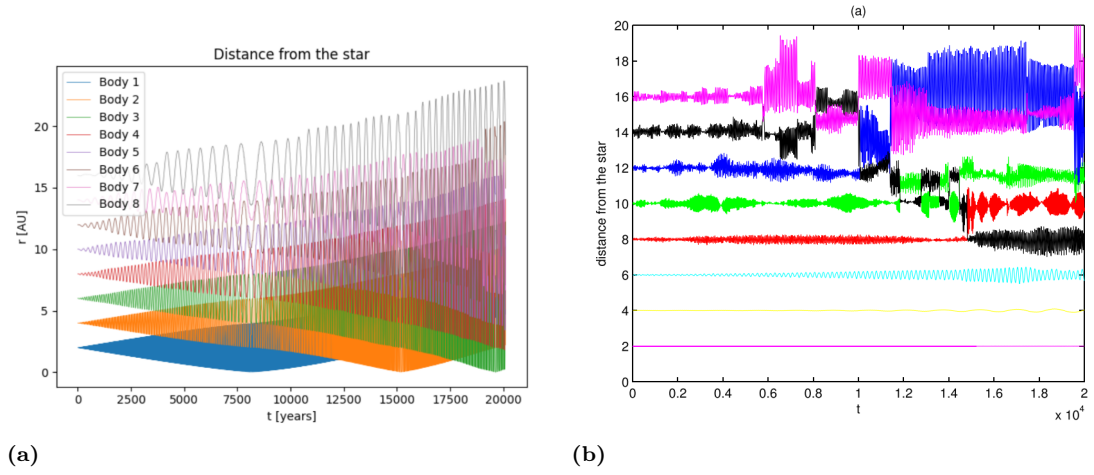 Distance from the star
Body 1
Body 2
Body 3
Body 4
Body 5
Body 6
Body 7
Body 8
r [AU]
20
15
10
5
0
0 2500 5000 7500 10000 12500 15000 17500 20000
t [years]
(a)
(a)
distance from the star
20
18
16
14
12
10
8
6
4
2
0
0 0.2 0.4 0.6 0.8 1 1.2 1.4 1.6 1.8 2
t
x 10⁴
(b)